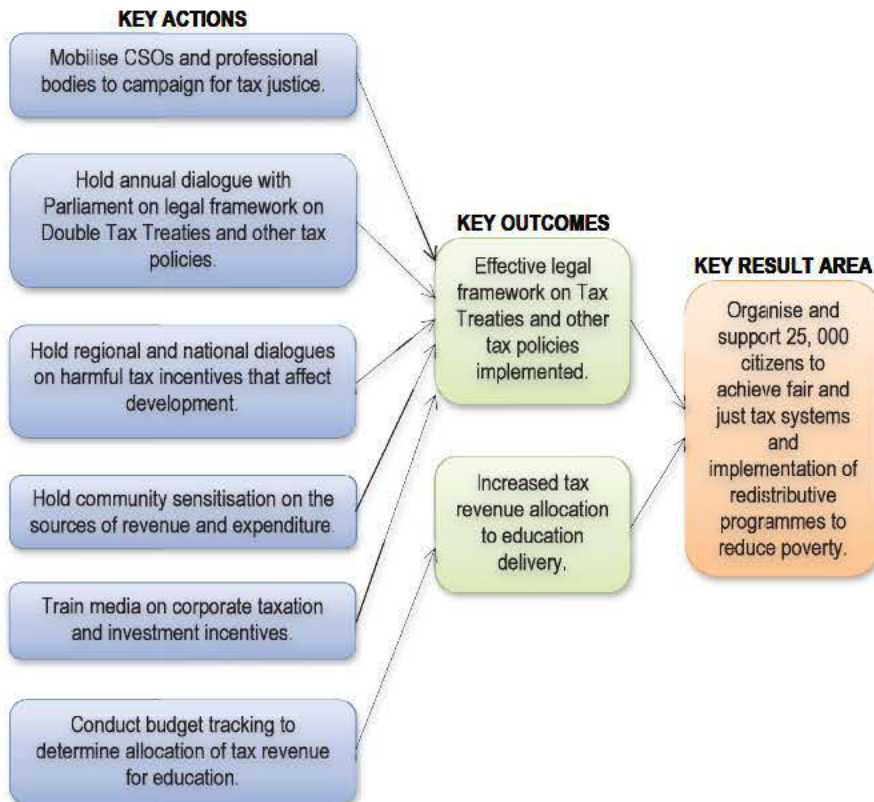 KEY ACTIONS
Mobilise CSOs and professional
bodies to campaign for tax justice.
Hold annual dialogue with
Parliament on legal framework on
Double Tax Treaties and other tax
policies.
Hold regional and national dialogues
on harmful tax incentives that affect
development.
Hold community sensitisation on the
sources of revenue and expenditure.
Train media on corporate taxation
and investment incentives.
Conduct budget tracking to
determine allocation of tax revenue
for education.
KEY OUTCOMES
Effective legal
framework on Tax
Treaties and other
tax policies
implemented.
Increased tax
revenue allocation
to education
delivery.
KEY RESULT AREA
Organise and
support 25, 000
citizens to
achieve fair and
just tax systems
and
implementation of
redistributive
programmes to
reduce poverty.